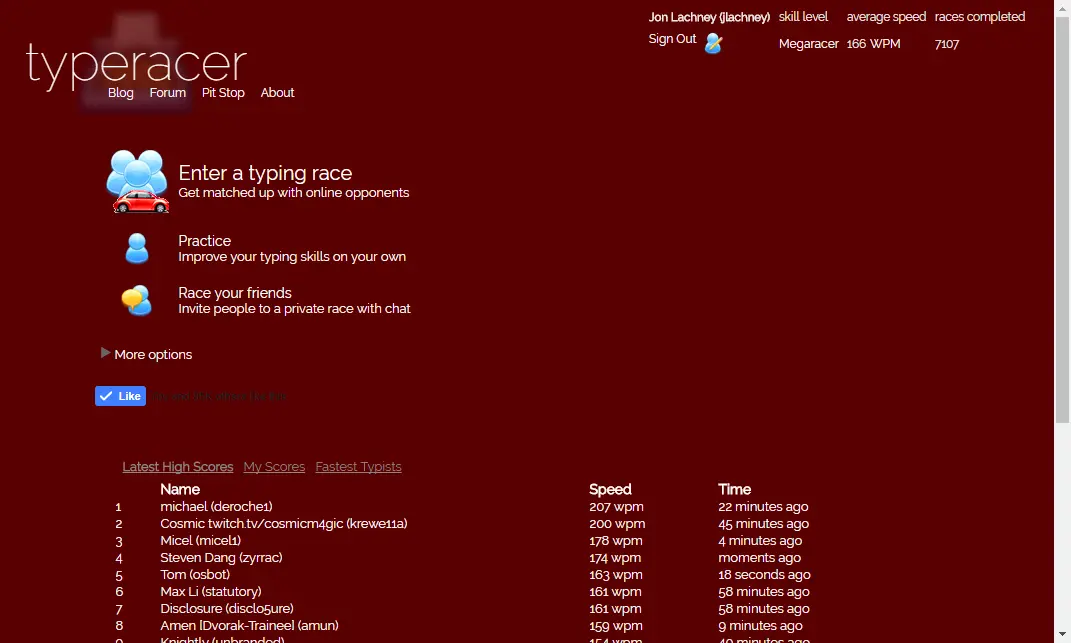 Jon Lachney (jlachney) skill level average speed races completed
Sign Out Megaracer 166 WPM 7107
typeracer
Blog Forum Pit Stop About
Enter a typing race
Get matched up with online opponents
Practice
Improve your typing skills on your own
Race your friends
Invite people to a private race with chat
More options
Like
Latest High Scores My Scores Fastest Typists
Name Speed Time
1 michael (deroche1) 207 wpm 22 minutes ago
2 Cosmic twitch.tv/cosmicm4gic (krewe11a) 200 wpm 45 minutes ago
3 Micel (micel1) 178 wpm 4 minutes ago
4 Steven Dang (zyrrac) 174 wpm moments ago
5 Tom (osbot) 163 wpm 18 seconds ago
6 Max Li (statutory) 161 wpm 58 minutes ago
7 Disclosure (disclo5ure) 161 wpm 58 minutes ago
8 Amen [Dvorak-Trainee] (amun) 159 wpm 9 minutes ago
9 Knightly (unbranded) 154 wpm 49 minutes ago